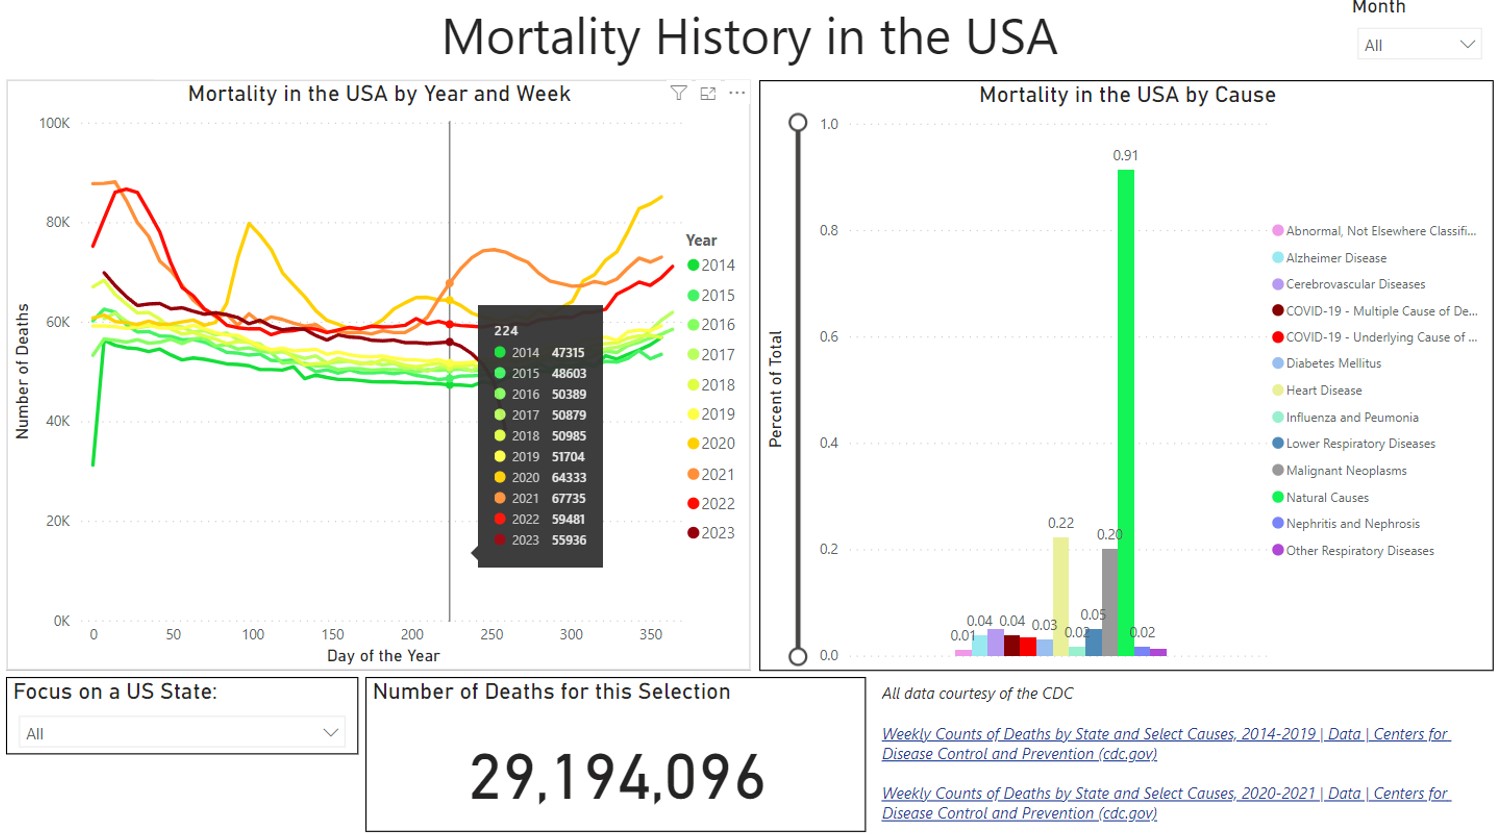 Mortality History in the USA
Month
All
Mortality in the USA by Year and Week
100K
80K
60K
40K
20K
0K
Number of Deaths
0 50 100 150 200 250 300 350
Day of the Year
224
2014 47315
2015 48603
2016 50389
2017 50879
2018 50985
2019 51704
2020 64333
2021 67735
2022 59481
2023 55936
Year
2014
2015
2016
2017
2018
2019
2020
2021
2022
2023
Mortality in the USA by Cause
1.0
0.8
0.6
0.4
0.2
0.0
Percent of Total
0.01 0.04 0.04 0.03 0.22 0.02 0.05 0.20 0.91 0.02
Abnormal, Not Elsewhere Classifi...
Alzheimer Disease
Cerebrovascular Diseases
COVID-19 - Multiple Cause of De...
COVID-19 - Underlying Cause of ...
Diabetes Mellitus
Heart Disease
Influenza and Peumonia
Lower Respiratory Diseases
Malignant Neoplasms
Natural Causes
Nephritis and Nephrosis
Other Respiratory Diseases
Focus on a US State:
All
Number of Deaths for this Selection
29,194,096
All data courtesy of the CDC
Weekly Counts of Deaths by State and Select Causes, 2014-2019 | Data | Centers for
Disease Control and Prevention (cdc.gov)
Weekly Counts of Deaths by State and Select Causes, 2020-2021 | Data | Centers for
Disease Control and Prevention (cdc.gov)